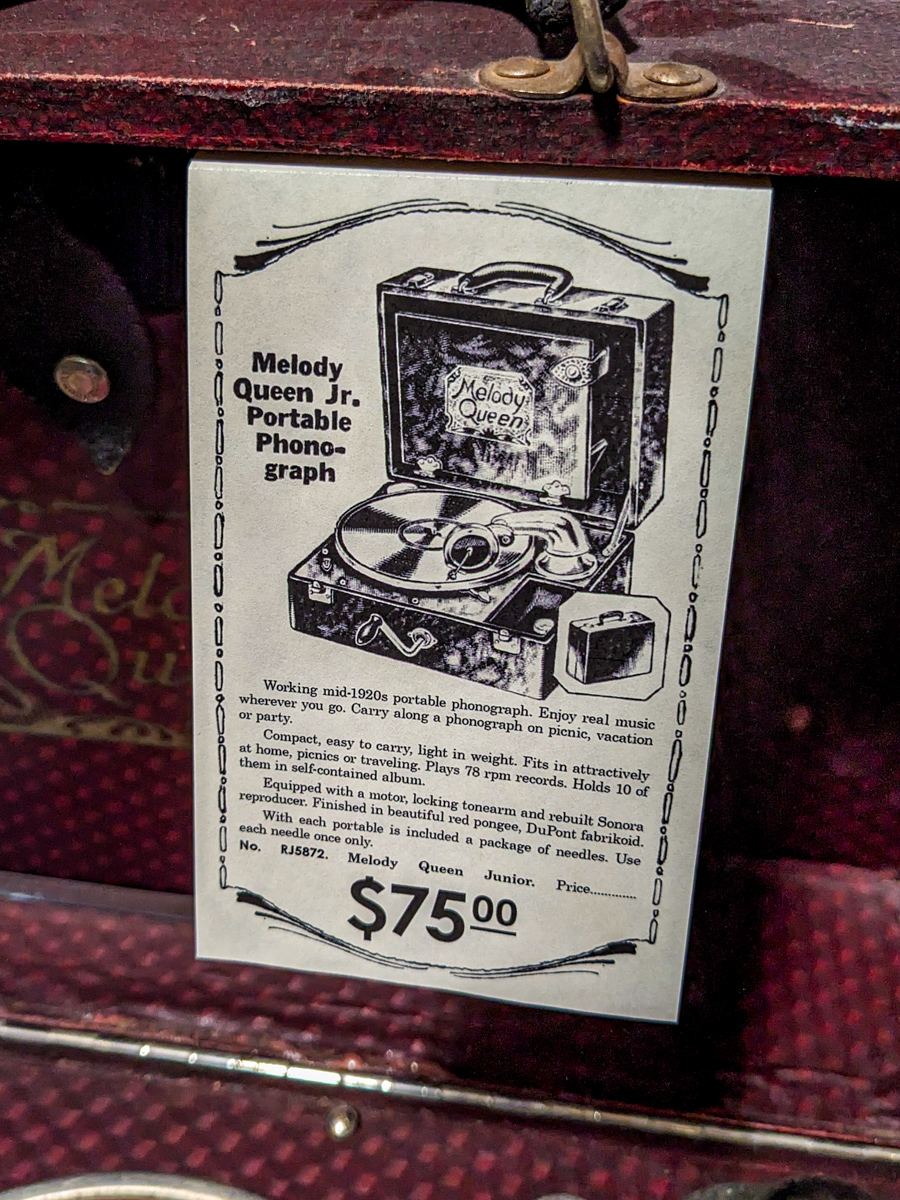 Melody
Queen Jr.
Portable
Phono-
graph
Melody
Queen
Working mid-1920s portable phonograph. Enjoy real music
wherever you go. Carry along a phonograph on picnic, vacation
or party.
Compact, easy to carry, light in weight. Fits in attractively
at home, picnics or traveling. Plays 78 rpm records. Holds 10 of
them in self-contained album.
Equipped with a motor, locking tonearm and rebuilt Sonora
reproducer. Finished in beautiful red pongee, DuPont fabrikoid.
With each portable is included a package of needles. Use
each needle once only.
No. RJ5872. Melody Queen Junior. Price............
$7500
Melo
Qu